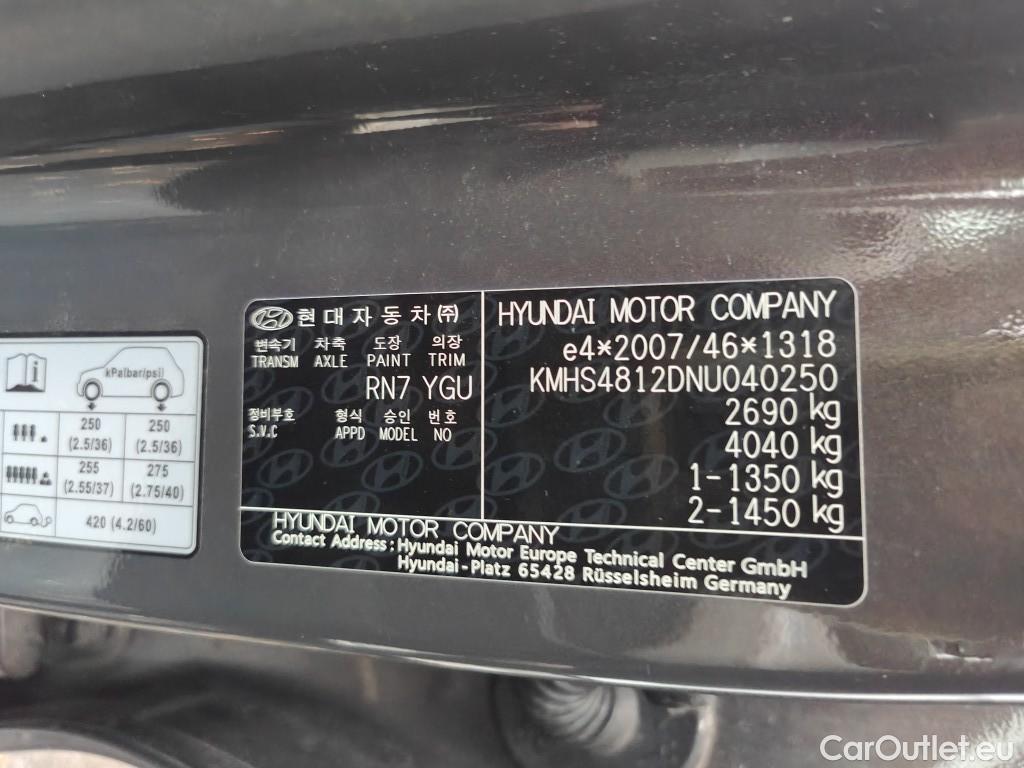 현대자동차㈜
변속기 차축 도장 의장
TRANSM AXLE PAINT TRIM
RN7 YGU
정비부호 형식 승인 번호
S.V.C APPD MODEL NO
HYUNDAI MOTOR COMPANY
e4*2007/46*1318
KMHS4812DNU040250
2690 kg
4040 kg
1-1350 kg
2-1450 kg
HYUNDAI MOTOR COMPANY
Contact Address : Hyundai Motor Europe Technical Center GmbH
Hyundai-Platz 65428 Rüsselsheim Germany
kPa(bar/psi)
250 250
(2.5/36) (2.5/36)
255 275
(2.55/37) (2.75/40)
420 (4.2/60)
CarOutlet.eu